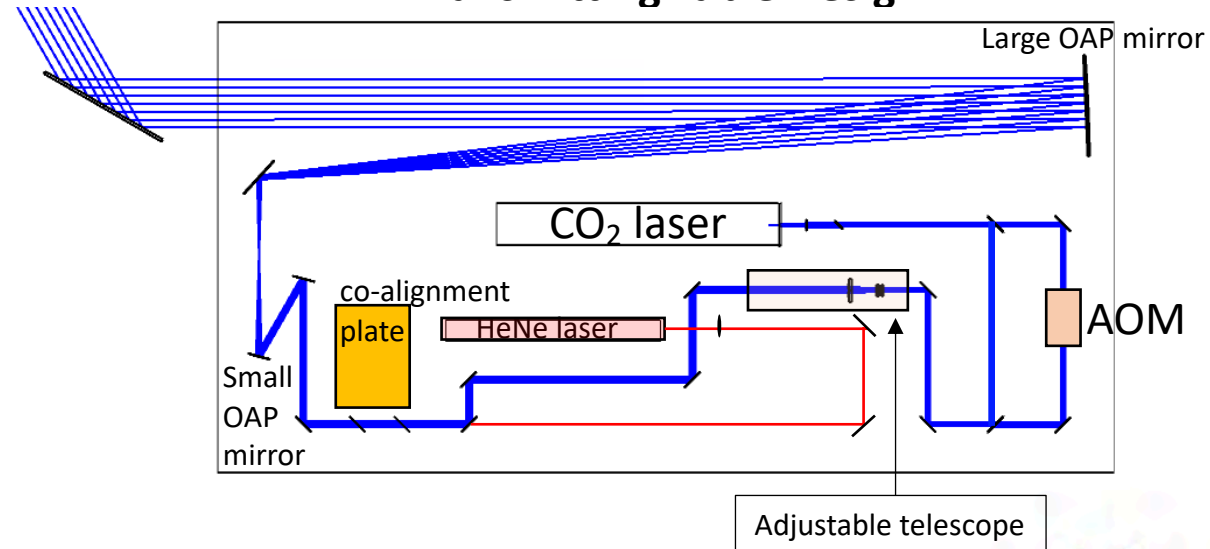 Large OAP mirror
CO₂ laser
co-alignment
plate
HeNe laser
AOM
Small
OAP
mirror
Adjustable telescope